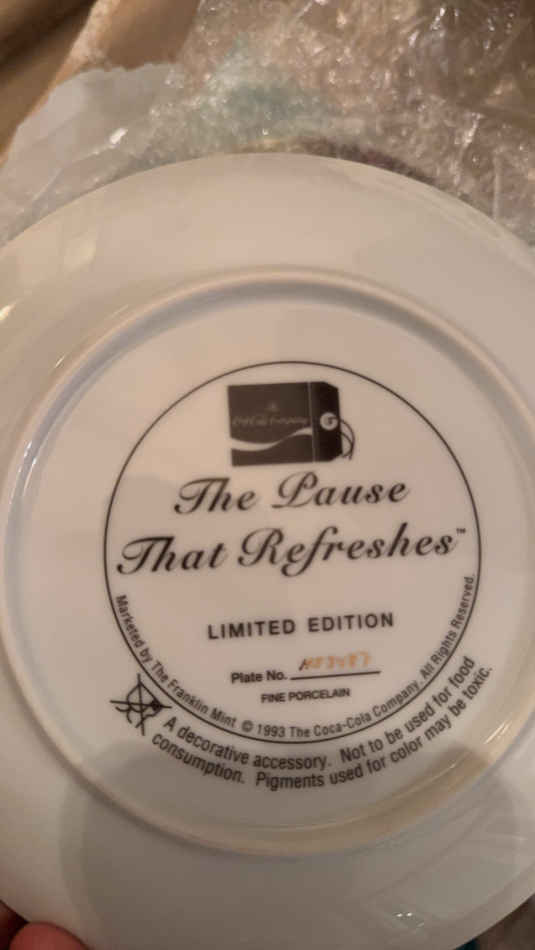 The Coca-Cola Company
The Pause
That Refreshes™
LIMITED EDITION
Plate No.
FINE PORCELAIN
Marketed by The Franklin Mint © 1993 The Coca-Cola Company, All Rights Reserved.
A decorative accessory. Not to be used for food
consumption. Pigments used for color may be toxic.